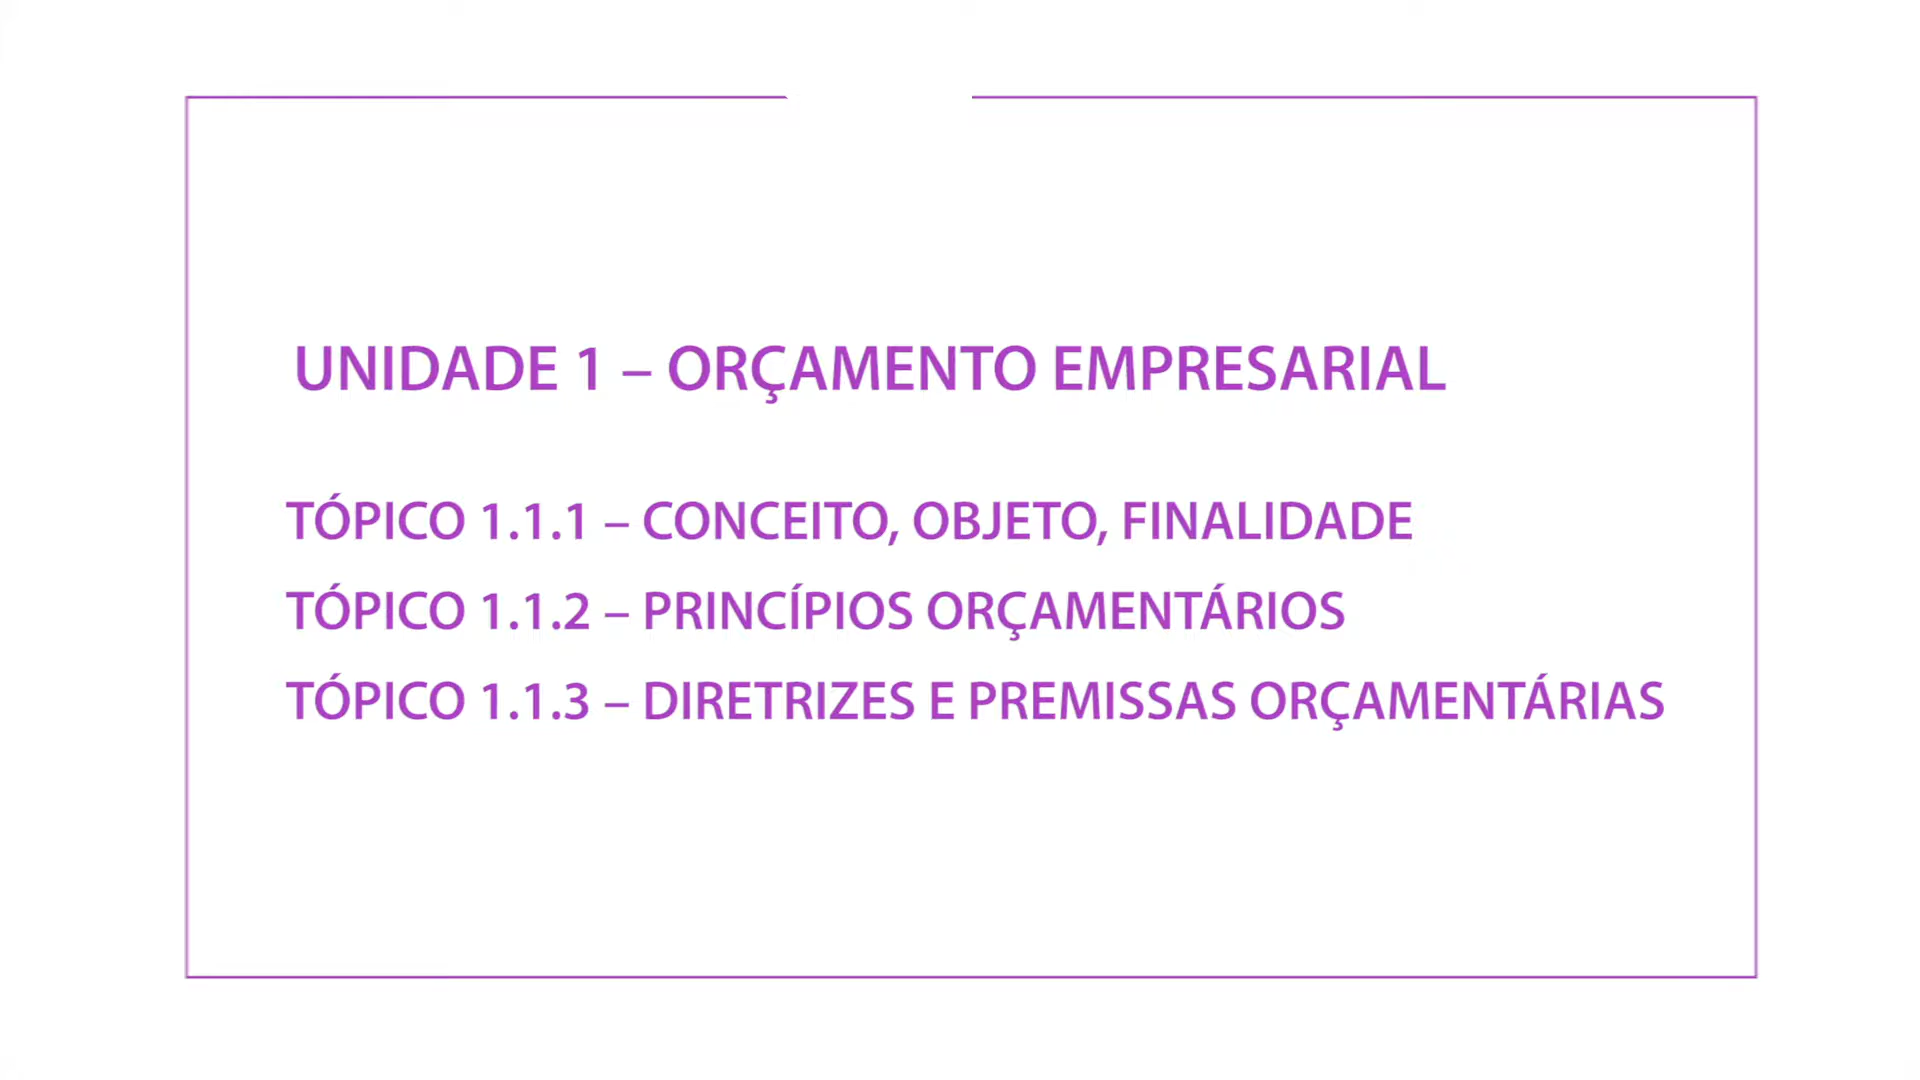 UNIDADE 1 – ORÇAMENTO EMPRESARIAL
TÓPICO 1.1.1 – CONCEITO, OBJETO, FINALIDADE
TÓPICO 1.1.2 – PRINCÍPIOS ORÇAMENTÁRIOS
TÓPICO 1.1.3 – DIRETRIZES E PREMISSAS ORÇAMENTÁRIAS